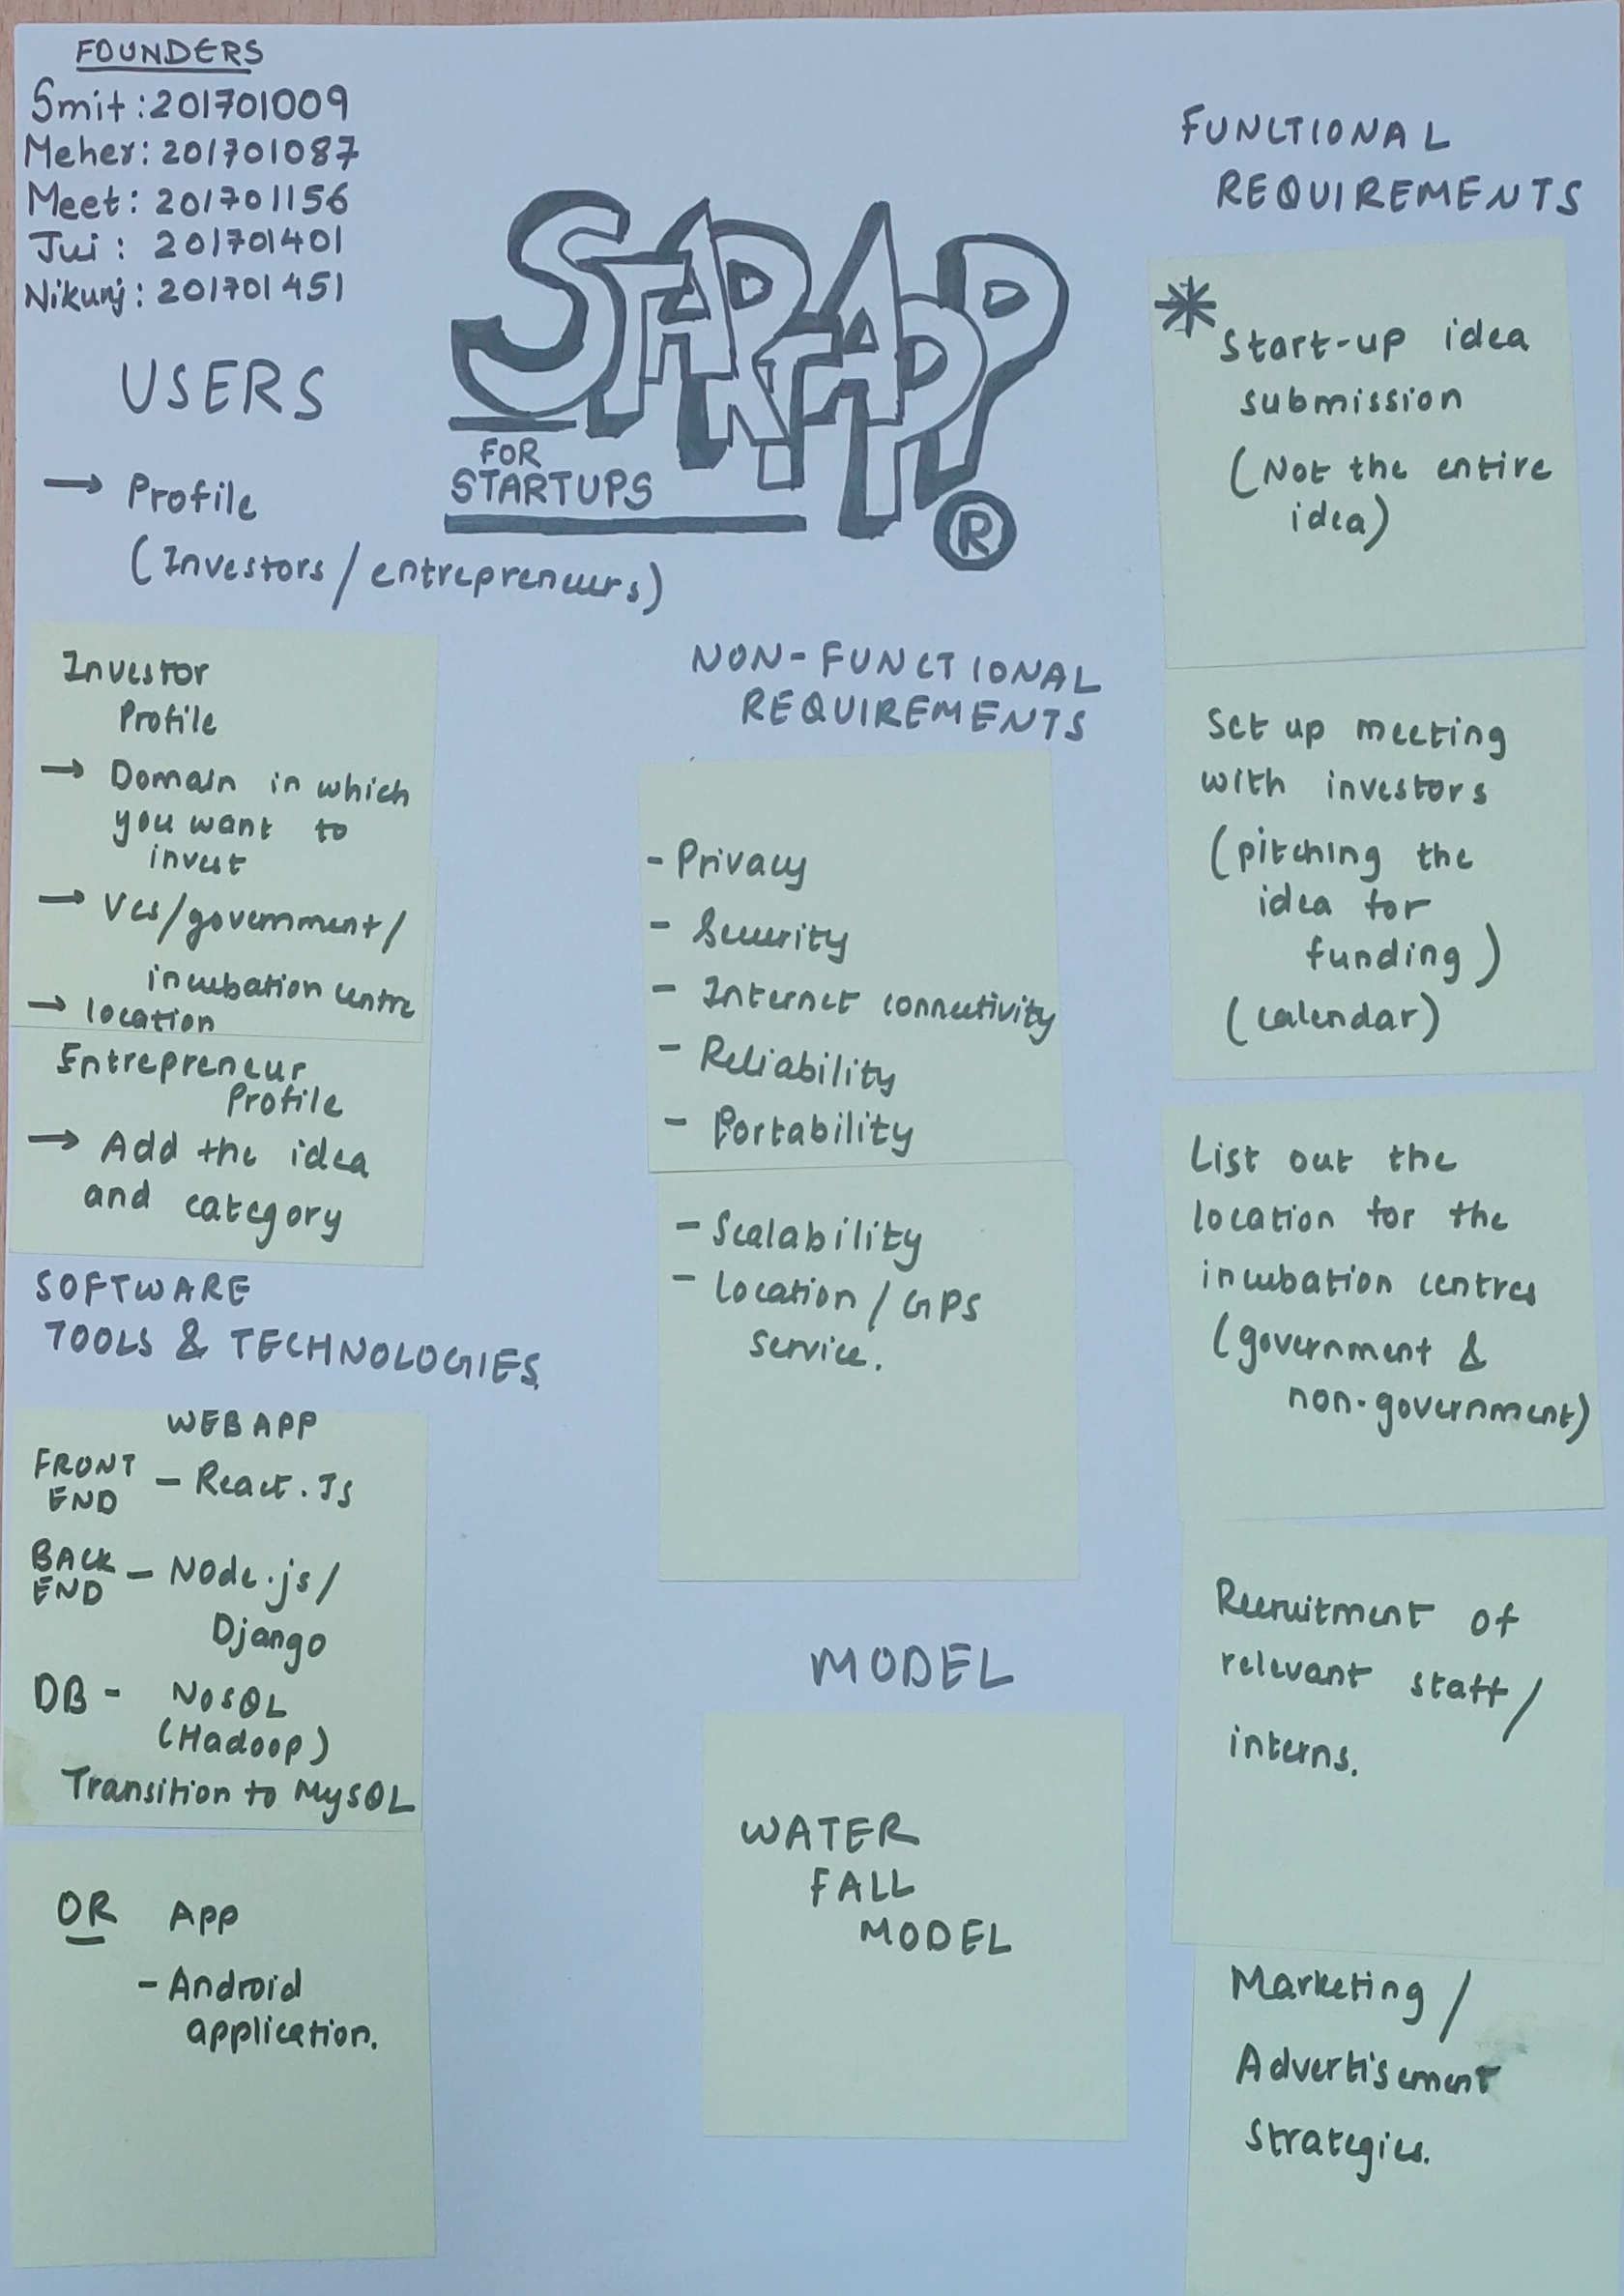 FOUNDERS
Smit : 201701009
Meher: 201701087
Meet: 201701156
Jui : 201701401
Nikunj : 201701451
USERS
→ Profile
(Investors/entrepreneurs)
STARTAPP
FOR
STARTUPS
®
Investor
Profile
→ Domain in which
you want to
invest
→ VCs/government/
incubation centre
→ location
Entrepreneur
Profile
→ Add the idea
and category
SOFTWARE
TOOLS & TECHNOLOGIES
WEB APP
FRONT
END — React.Js
BACK
END — Node.js/
Django
DB - NoSQL
(Hadoop)
Transition to MySQL
OR App
- Android
application.
NON-FUNCTIONAL
REQUIREMENTS
- Privacy
- Security
- Internet connectivity
- Reliability
- Portability
- Scalability
- Location / GPS
service.
MODEL
WATER
FALL
MODEL
FUNCTIONAL
REQUIREMENTS
* Start-up idea
submission
(Not the entire
idea)
Set up meeting
with investors
(pitching the
idea for
funding)
(calendar)
List out the
location for the
incubation centres
(government &
non-government)
Recruitment of
relevant staff/
interns.
Marketing /
Advertisement
Strategies.